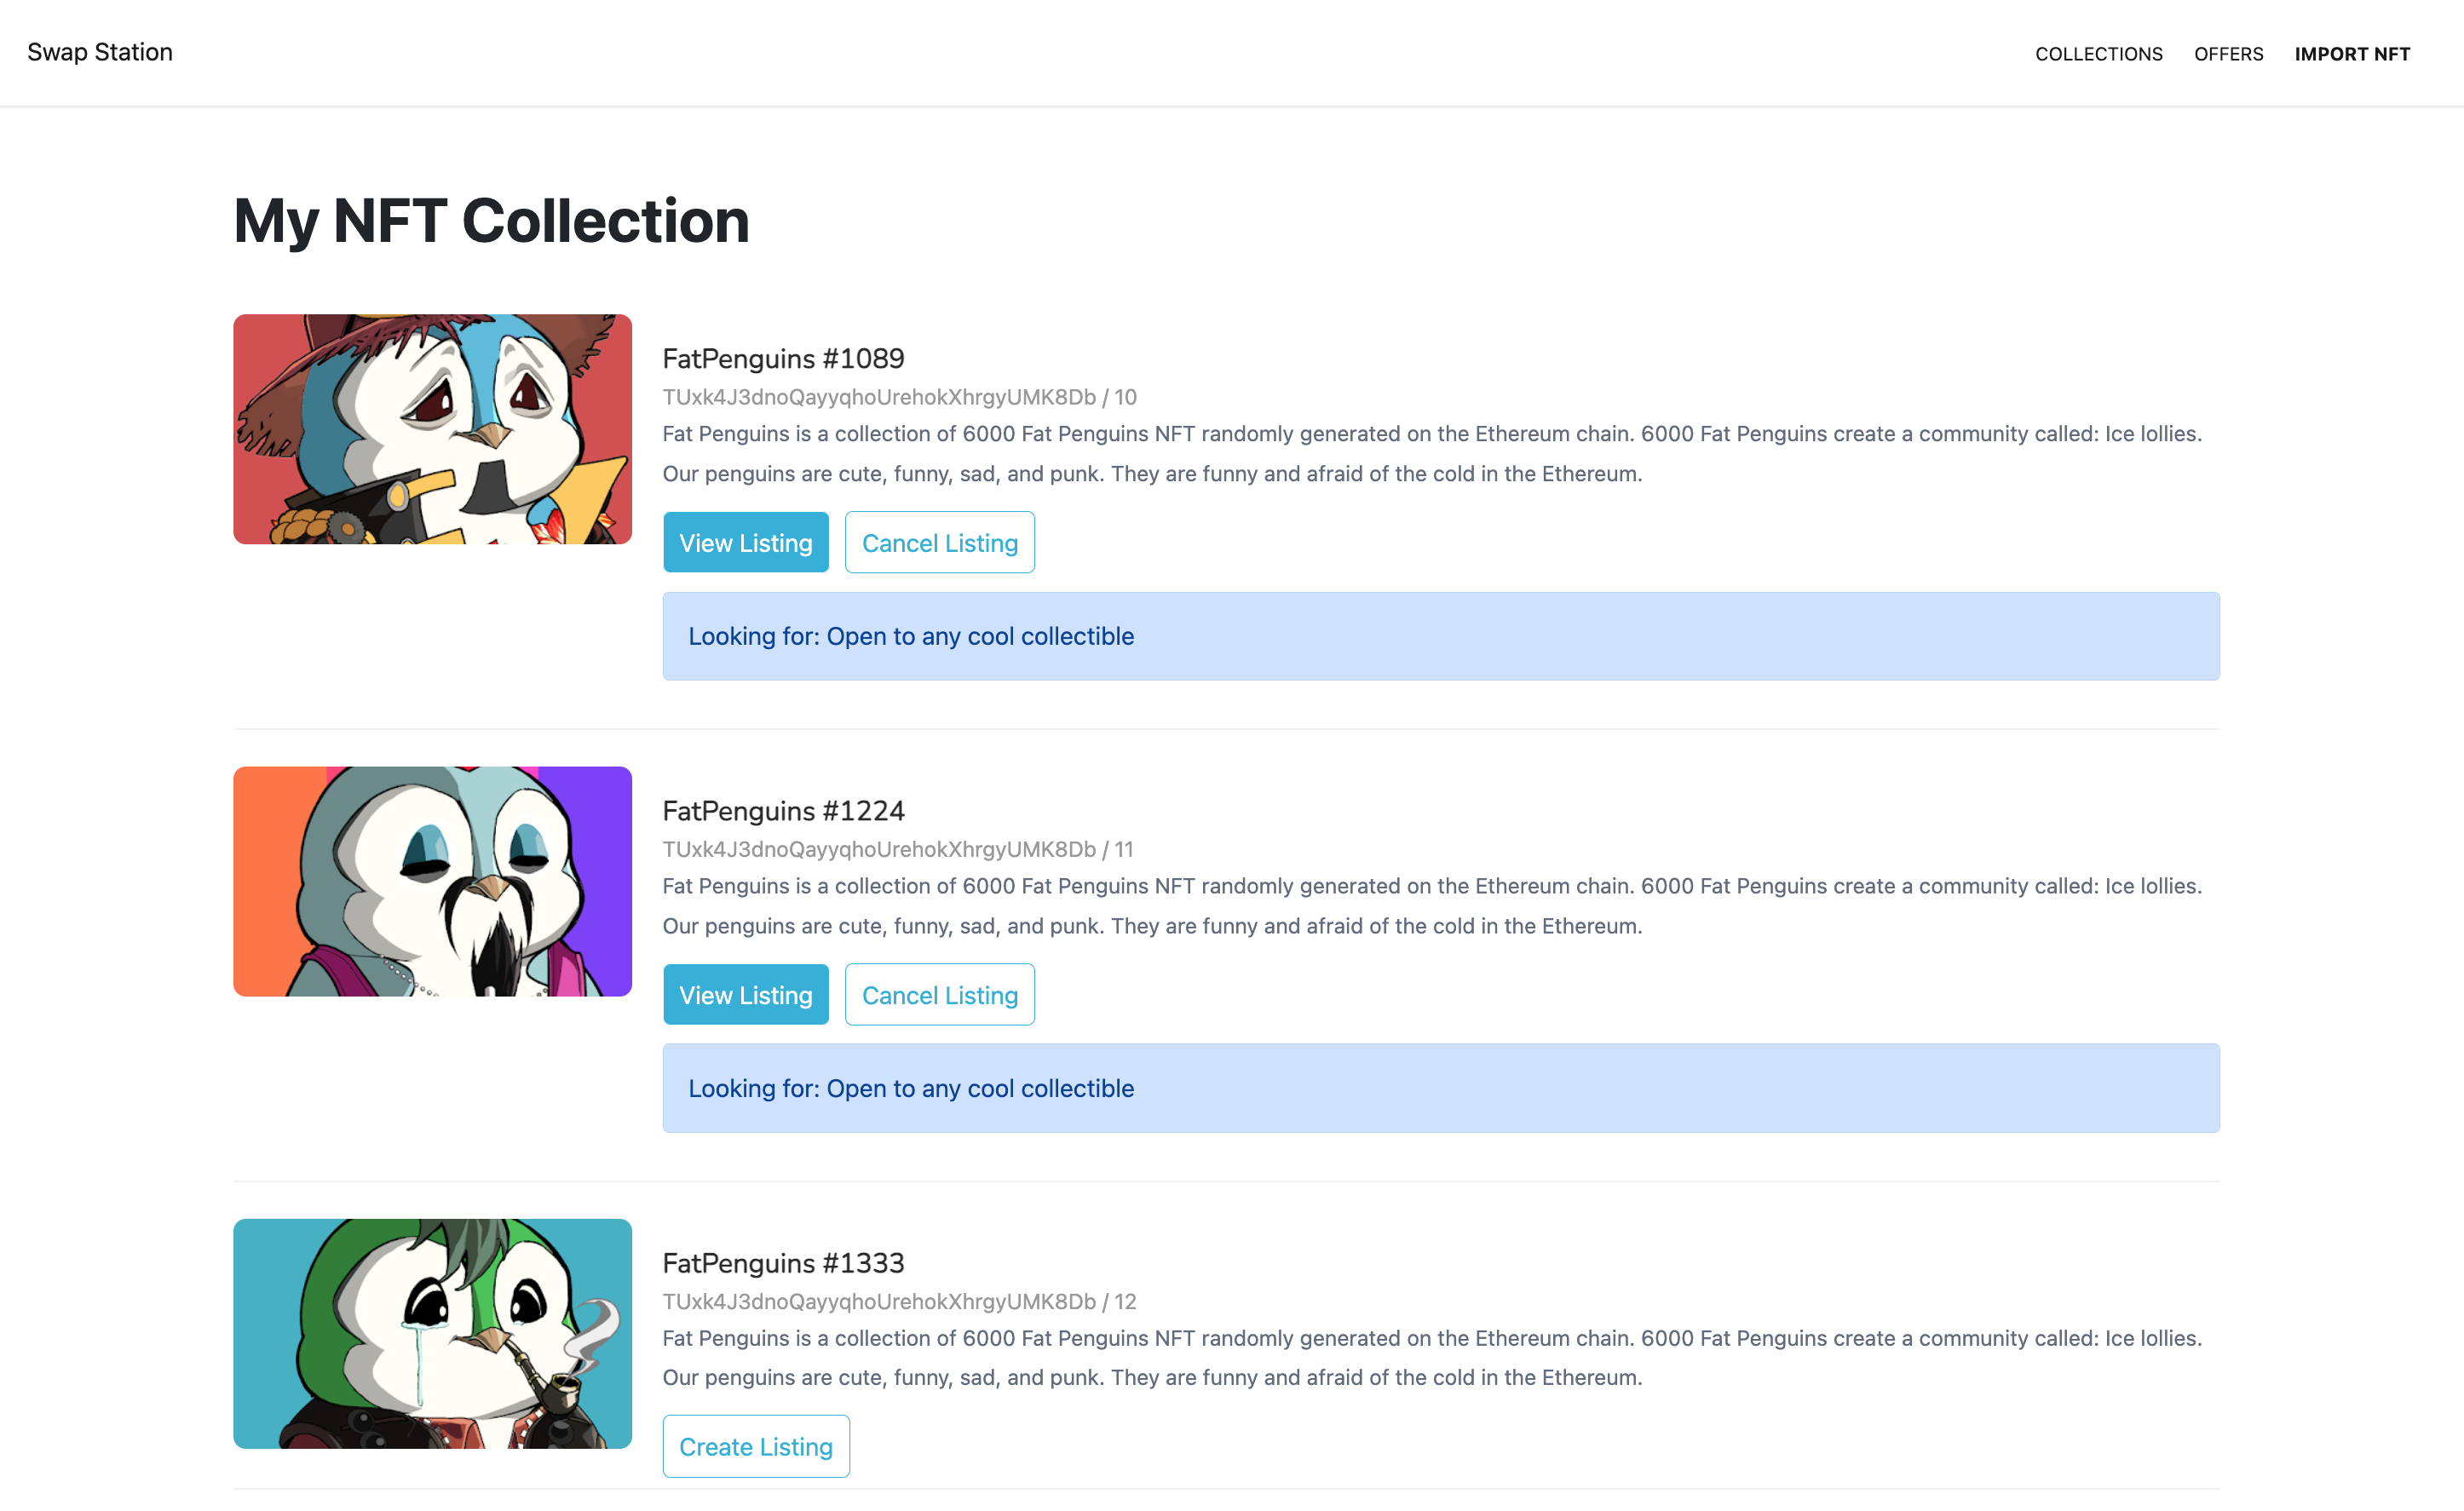 Swap Station
COLLECTIONS OFFERS IMPORT NFT
My NFT Collection
FatPenguins #1089
TUxk4J3dnoQayyqhoUrehokXhrgyUMK8Db / 10
Fat Penguins is a collection of 6000 Fat Penguins NFT randomly generated on the Ethereum chain. 6000 Fat Penguins create a community called: Ice lollies.
Our penguins are cute, funny, sad, and punk. They are funny and afraid of the cold in the Ethereum.
View Listing Cancel Listing
Looking for: Open to any cool collectible
FatPenguins #1224
TUxk4J3dnoQayyqhoUrehokXhrgyUMK8Db / 11
Fat Penguins is a collection of 6000 Fat Penguins NFT randomly generated on the Ethereum chain. 6000 Fat Penguins create a community called: Ice lollies.
Our penguins are cute, funny, sad, and punk. They are funny and afraid of the cold in the Ethereum.
View Listing Cancel Listing
Looking for: Open to any cool collectible
FatPenguins #1333
TUxk4J3dnoQayyqhoUrehokXhrgyUMK8Db / 12
Fat Penguins is a collection of 6000 Fat Penguins NFT randomly generated on the Ethereum chain. 6000 Fat Penguins create a community called: Ice lollies.
Our penguins are cute, funny, sad, and punk. They are funny and afraid of the cold in the Ethereum.
Create Listing